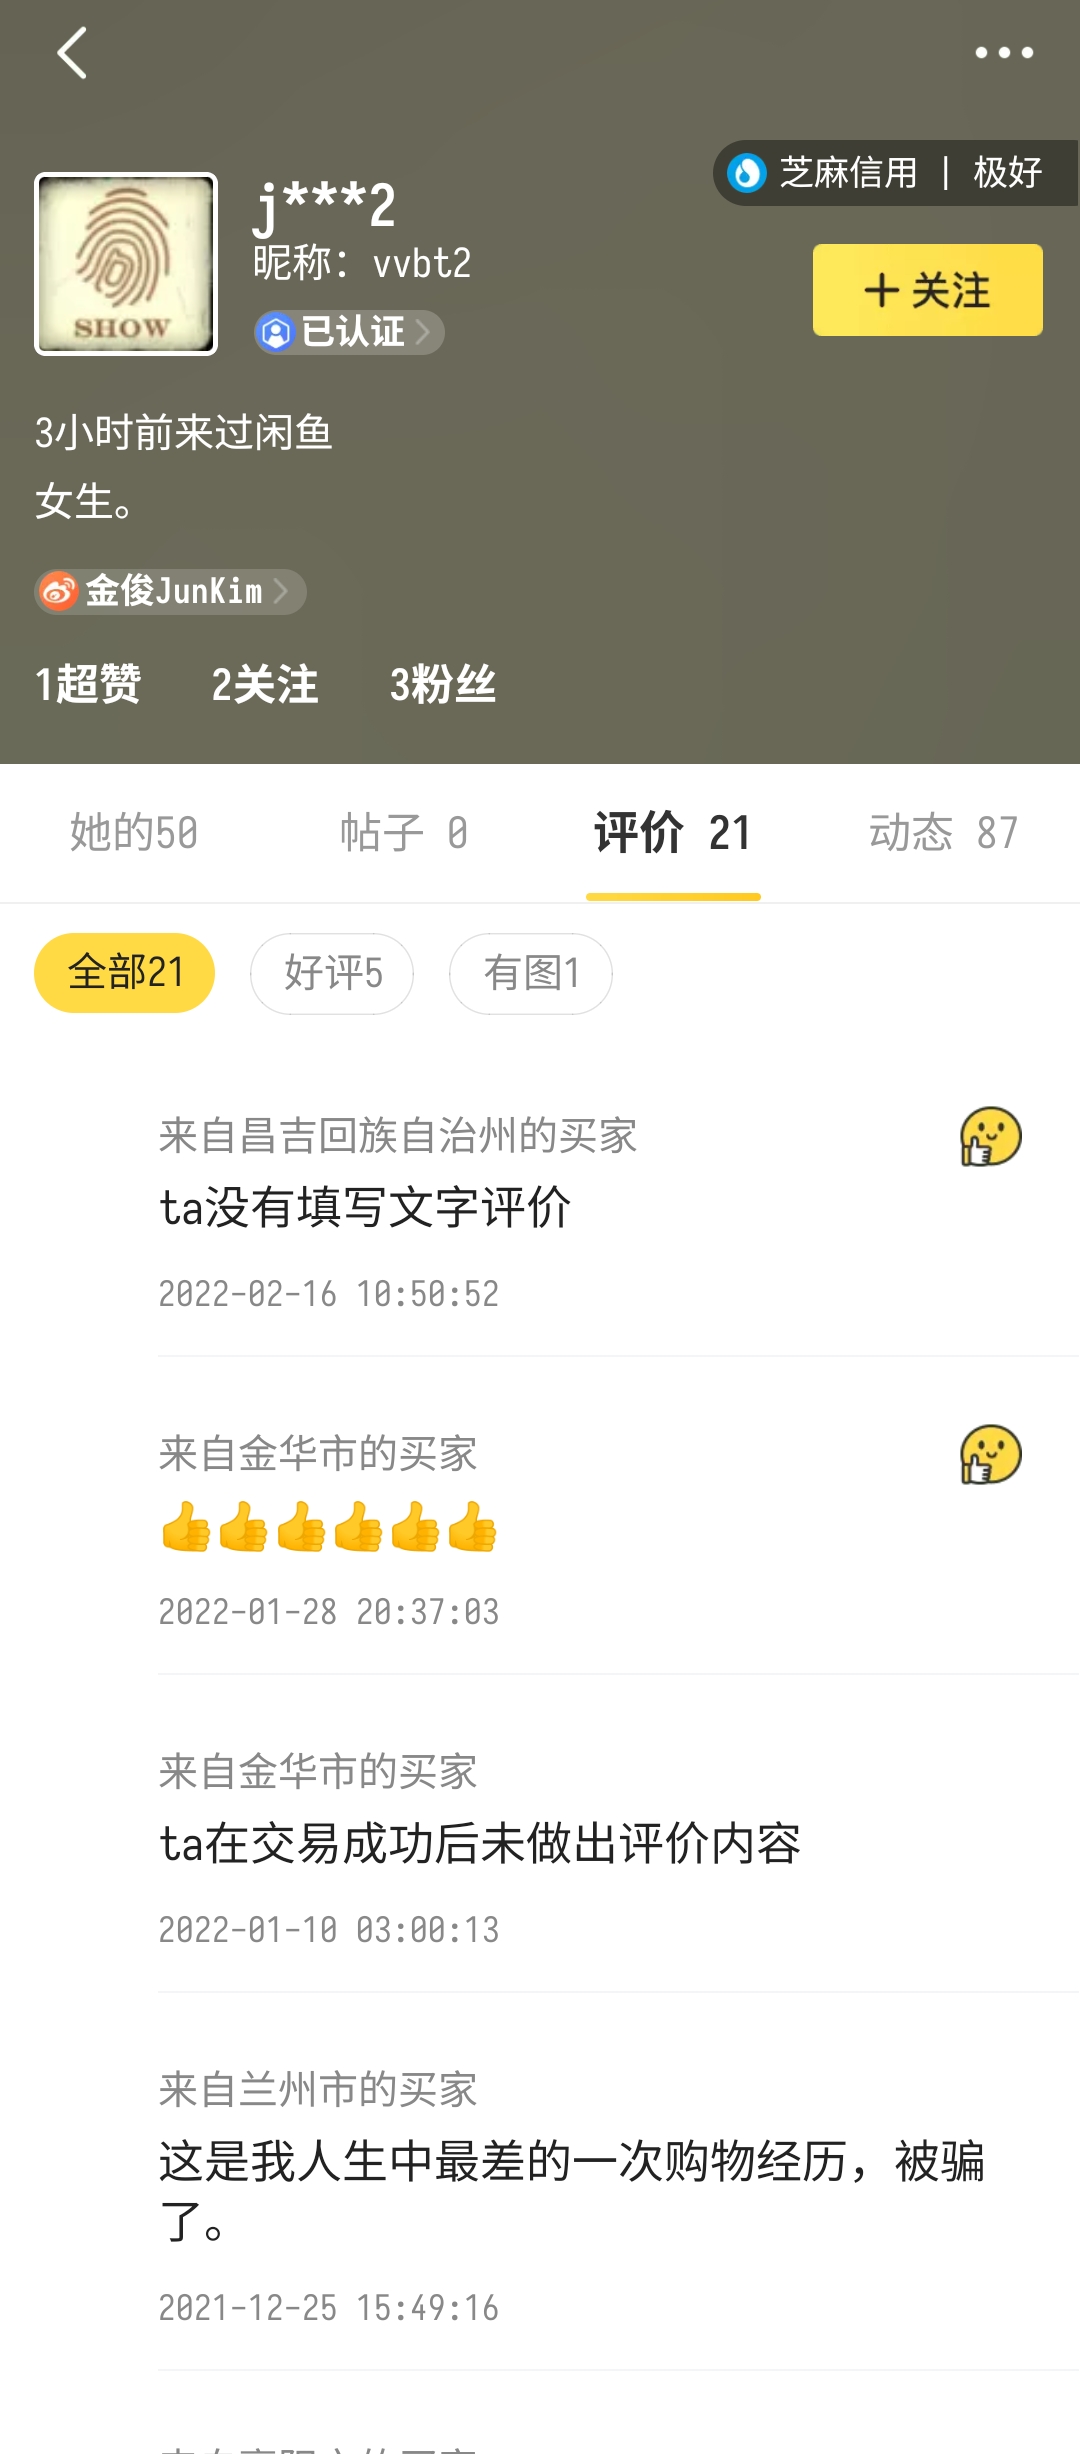 芝麻信用 | 极好
j***2
昵称：vvbt2
已认证
+关注
SHOW
3小时前来过闲鱼
女生。
金俊JunKim
1超赞 2关注 3粉丝
她的50 帖子 0 评价 21 动态 87
全部21 好评5 有图1
来自昌吉回族自治州的买家
ta没有填写文字评价
2022-02-16 10:50:52
来自金华市的买家
👍👍👍👍👍👍
2022-01-28 20:37:03
来自金华市的买家
ta在交易成功后未做出评价内容
2022-01-10 03:00:13
来自兰州市的买家
这是我人生中最差的一次购物经历，被骗
了。
2021-12-25 15:49:16